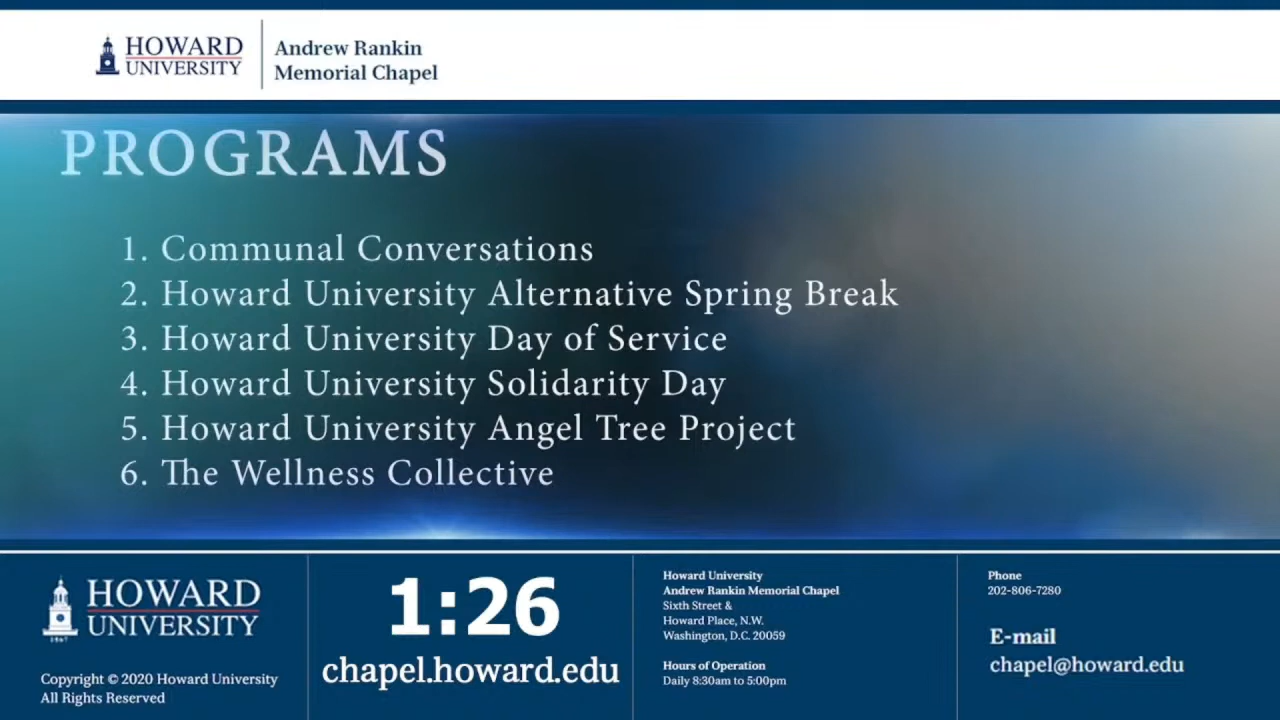 HOWARD
UNIVERSITY
Andrew Rankin
Memorial Chapel
PROGRAMS
1. Communal Conversations
2. Howard University Alternative Spring Break
3. Howard University Day of Service
4. Howard University Solidarity Day
5. Howard University Angel Tree Project
6. The Wellness Collective
HOWARD
UNIVERSITY
1867
Copyright © 2020 Howard University
All Rights Reserved
1:26
chapel.howard.edu
Howard University
Andrew Rankin Memorial Chapel
Sixth Street &
Howard Place, N.W.
Washington, D.C. 20059
Hours of Operation
Daily 8:30am to 5:00pm
Phone
202-806-7280
E-mail
chapel@howard.edu